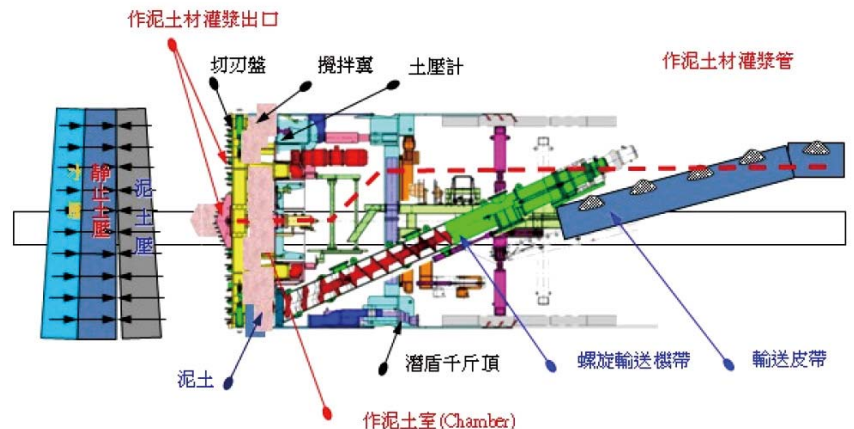 作泥土材灌漿出口
切刃盤
攪拌翼
土壓計
作泥土材灌漿管
水壓
靜止土壓
泥土壓
泥土
潛盾千斤頂
螺旋輸送機帶
輸送皮帶
作泥土室(Chamber)